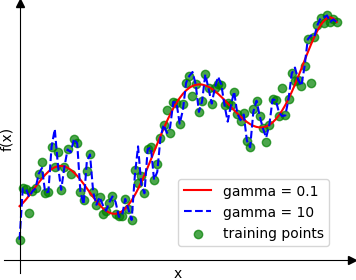 f(x)
gamma = 0.1
gamma = 10
training points
x